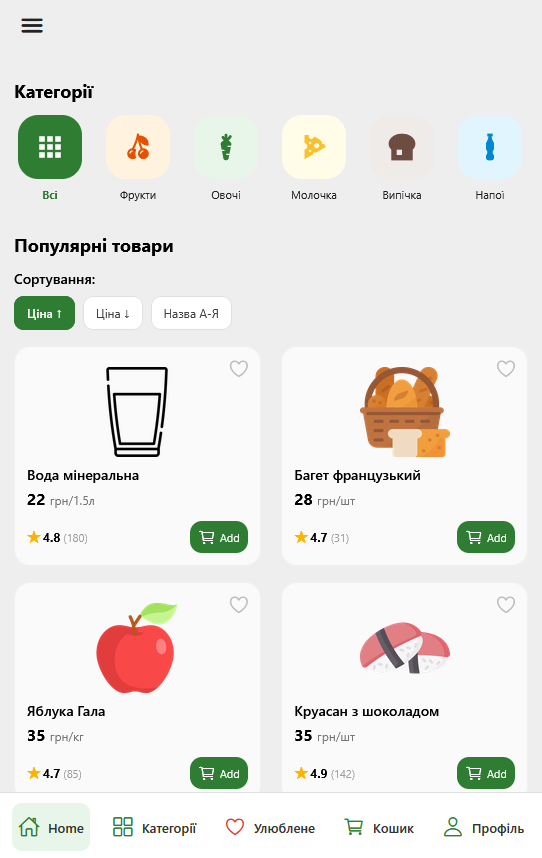 Категорії
Всі Фрукти Овочі Молочка Випічка Напої
Популярні товари
Сортування:
Ціна ↑ Ціна ↓ Назва А-Я
Вода мінеральна
22 грн/1.5л
4.8 (180) Add
Багет французький
28 грн/шт
4.7 (31) Add
Яблука Гала
35 грн/кг
4.7 (85) Add
Круасан з шоколадом
35 грн/шт
4.9 (142) Add
Home Категорії Улюблене Кошик Профіль